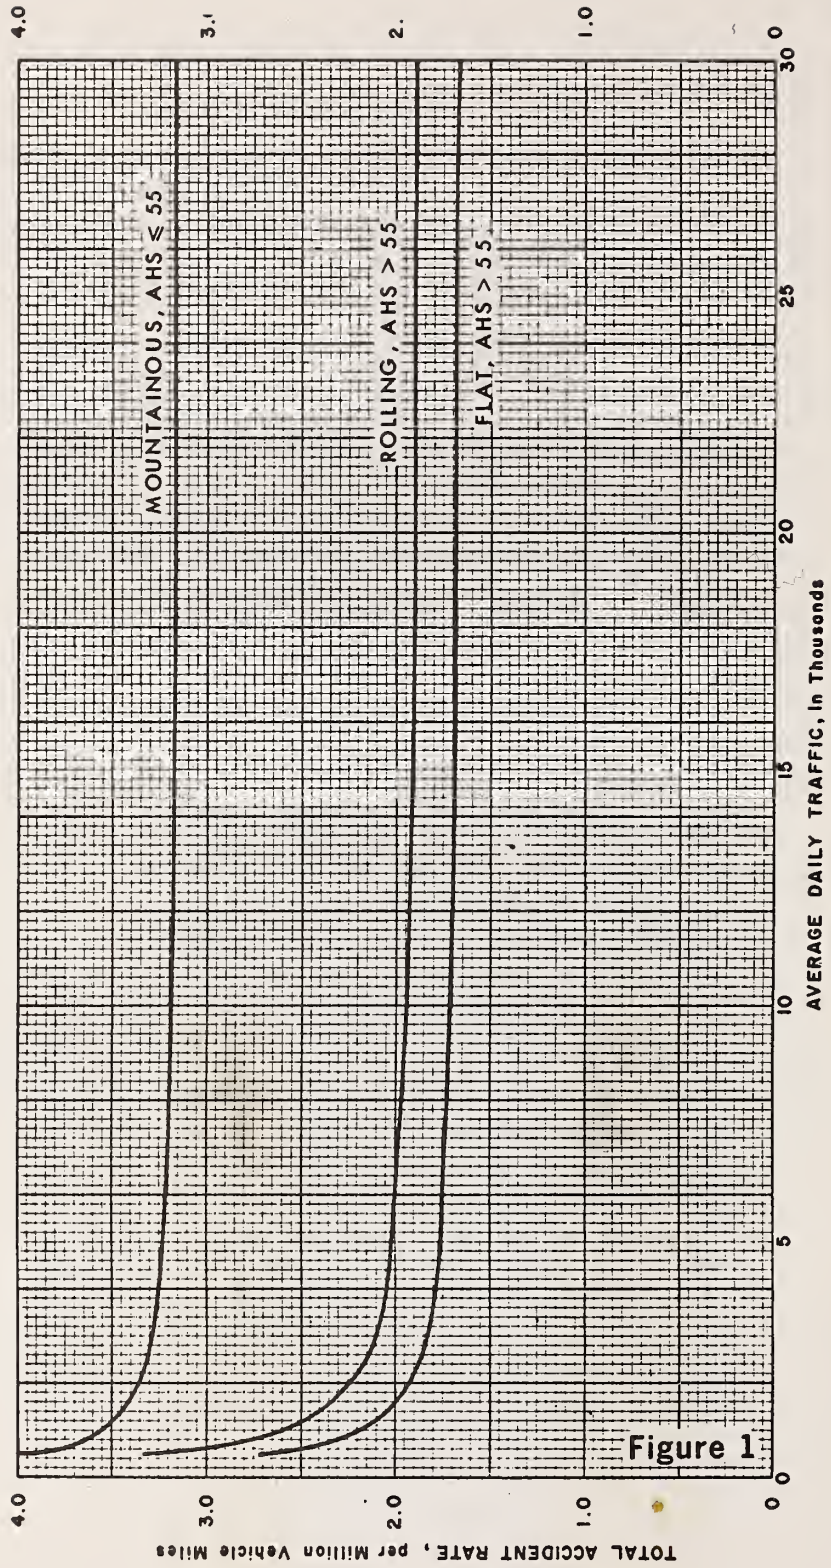 TOTAL ACCIDENT RATE, per Million Vehicle Miles
4.0
3.0
2.0
1.0
0
MOUNTAINOUS, AHS ⩽ 55
ROLLING, AHS > 55
FLAT, AHS > 55
4.0
3.
2.
1.0
0
0
5
10
15
20
25
30
AVERAGE DAILY TRAFFIC, In Thousands
Figure 1